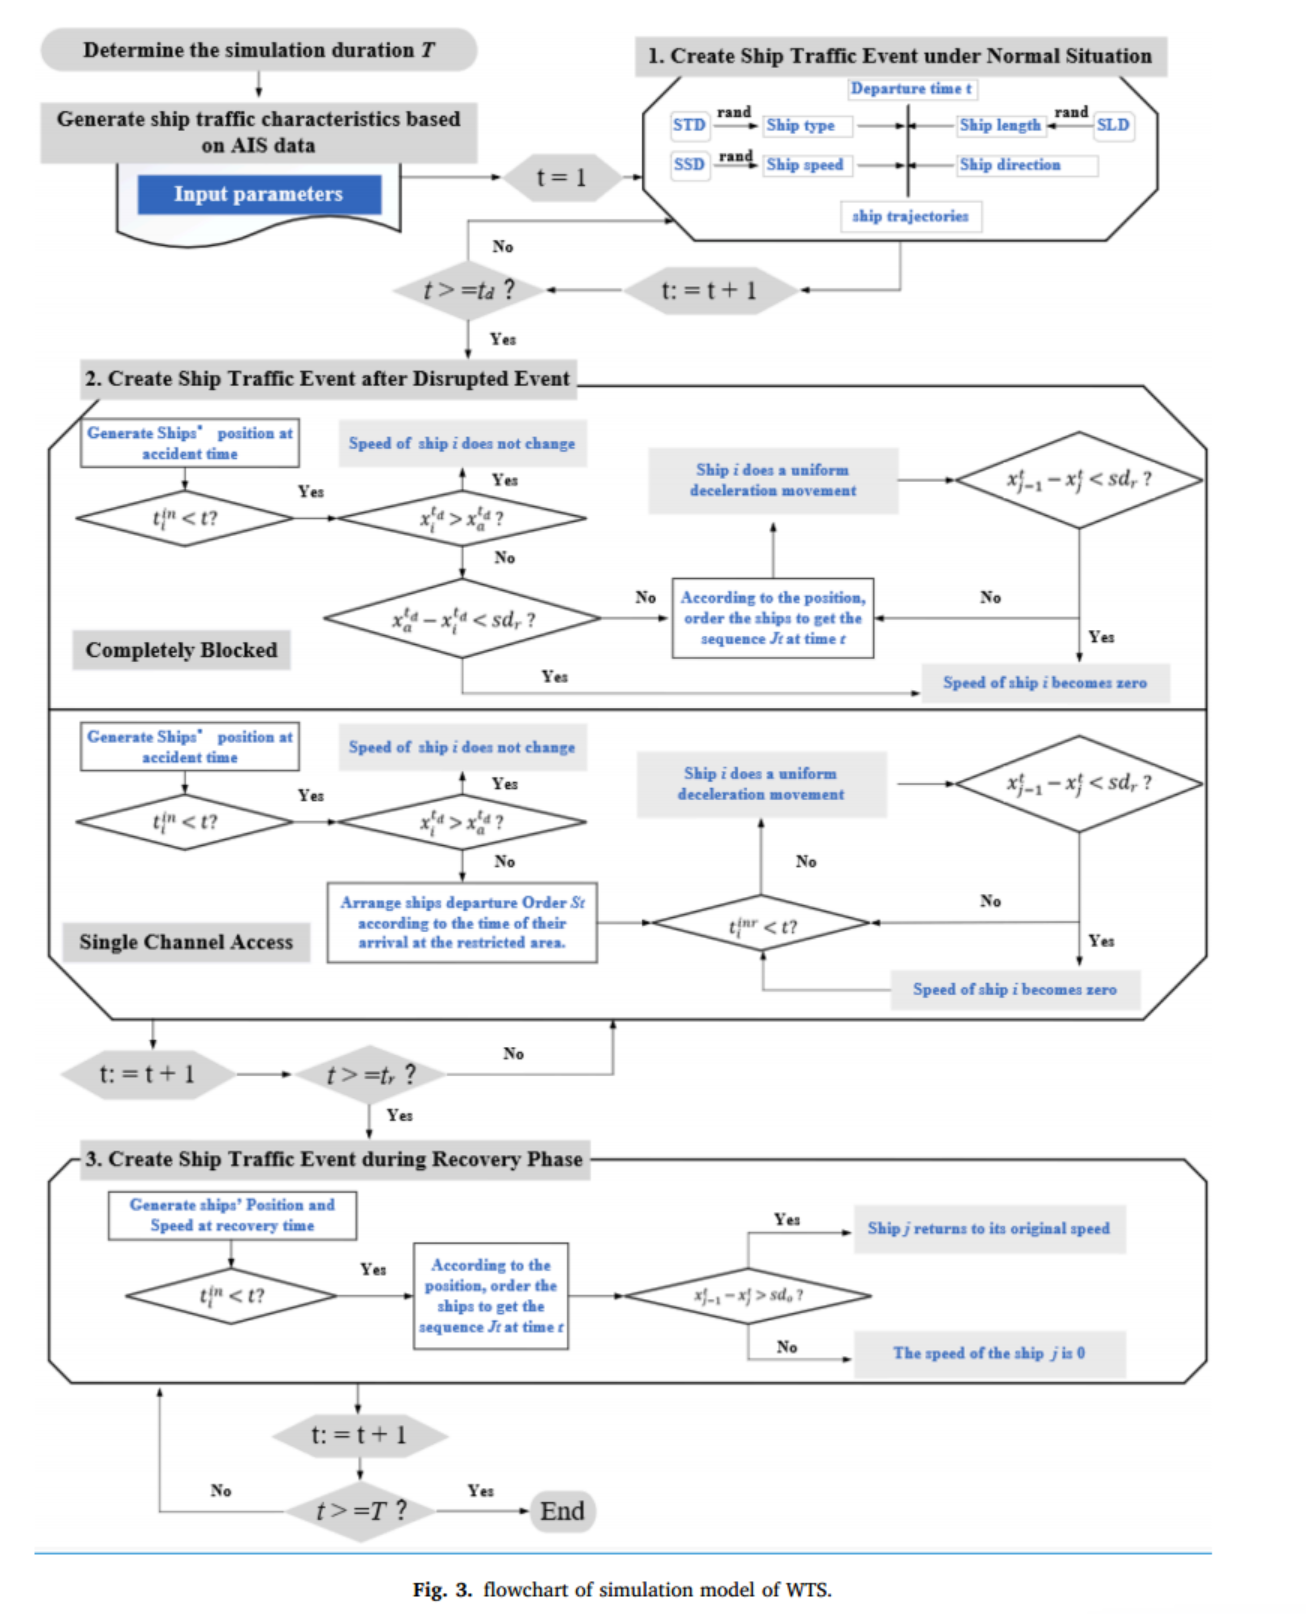 Determine the simulation duration T
Generate ship traffic characteristics based
on AIS data
Input parameters
t = 1
1. Create Ship Traffic Event under Normal Situation
Departure time t
STD
rand
Ship type
Ship length
rand
SLD
SSD
rand
Ship speed
Ship direction
ship trajectories
No
t > =t_d ?
t: = t + 1
Yes
2. Create Ship Traffic Event after Disrupted Event
Generate Ships" position at
accident time
Speed of ship i does not change
Ship i does a uniform
deceleration movement
x^t_{j-1} − x^t_j < sd_r ?
Yes
Yes
t_i^{in} < t?
x_i^{t_d} > x_a^{t_d} ?
No
x_a^{t_d} − x_i^{t_d} < sd_r ?
No
According to the position,
order the ships to get the
sequence Jt at time t
No
Yes
Completely Blocked
Yes
Speed of ship i becomes zero
Generate Ships" position at
accident time
Speed of ship i does not change
Ship i does a uniform
deceleration movement
x^t_{j-1} − x^t_j < sd_r ?
Yes
Yes
t_i^{in} < t?
x_i^{t_d} > x_a^{t_d} ?
No
No
Arrange ships departure Order St
according to the time of their
arrival at the restricted area.
t_i^{inr} < t?
No
Yes
Single Channel Access
Speed of ship i becomes zero
t: = t + 1
t > =t_r ?
No
Yes
3. Create Ship Traffic Event during Recovery Phase
Generate ships' Position and
Speed at recovery time
t_i^{in} < t?
Yes
According to the
position, order the
ships to get the
sequence Jt at time t
x^t_{j-1} − x^t_j > sd_o ?
Yes
Ship j returns to its original speed
No
The speed of the ship j is 0
t: = t + 1
No
t > =T ?
Yes
End
Fig. 3. flowchart of simulation model of WTS.